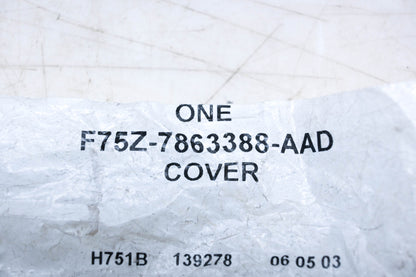 ONE
F75Z-7863388-AAD
COVER
H751B 139278 06 05 03